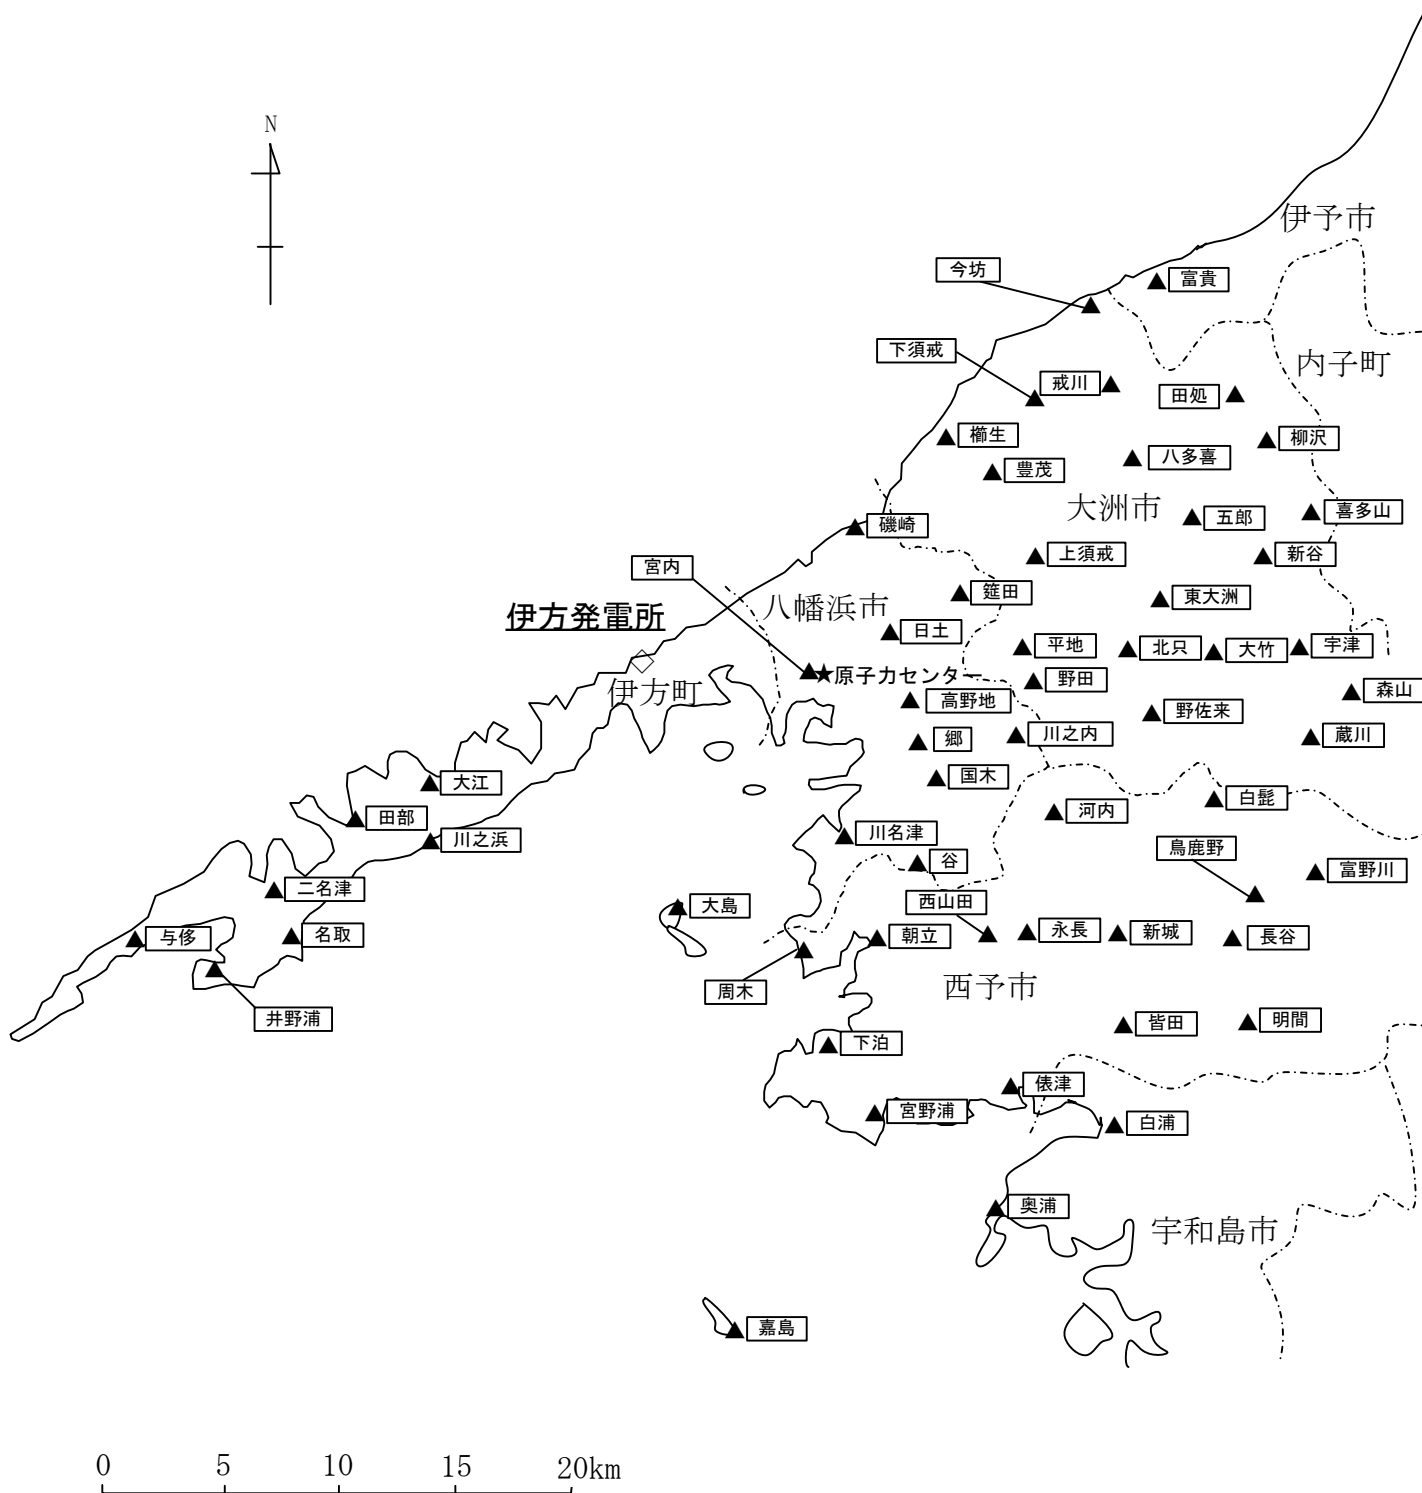 N
伊予市
今坊
富貴
下須戒
内子町
戒川
田処
櫛生
柳沢
八多喜
豊茂
大洲市
喜多山
五郎
磯崎
上須戒
新谷
宮内
筵田
東大洲
八幡浜市
伊方発電所
日土
平地
北只
大竹
宇津
★原子力センター
野田
森山
伊方町
高野地
野佐来
郷
川之内
蔵川
大江
国木
白髭
田部
河内
川之浜
川名津
鳥鹿野
谷
富野川
二名津
西山田
大島
与侈
名取
朝立
永長
新城
長谷
周木
西予市
井野浦
皆田
明間
下泊
俵津
宮野浦
白浦
奥浦
宇和島市
嘉島
0 5 10 15 20km